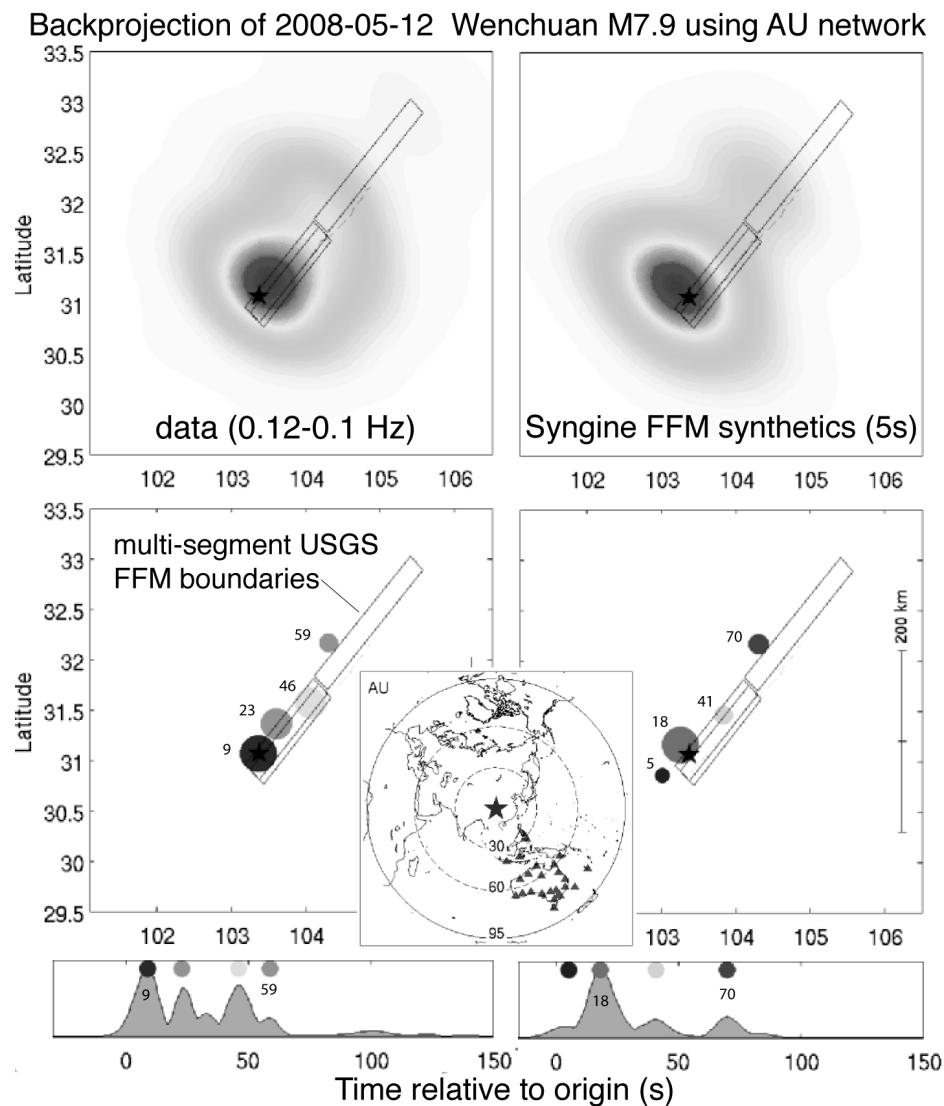 Backprojection of 2008-05-12 Wenchuan M7.9 using AU network
33.5
33
32.5
32
31.5
31
30.5
30
29.5
Latitude
data (0.12-0.1 Hz)
Syngine FFM synthetics (5s)
102 103 104 105 106
102 103 104 105 106
33.5
33
32.5
32
31.5
31
30.5
30
29.5
Latitude
multi-segment USGS
FFM boundaries
59
46
23
9
70
41
18
5
200 km
AU
30
60
95
102 103 104
103 104 105 106
9
59
18
70
0 50 100 150
0 50 100 150
Time relative to origin (s)